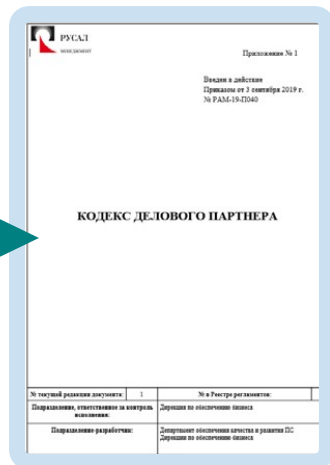 РУСАЛ
МЕНЕДЖМЕНТ
Приложение № 1
Введен в действие
Приказом от 3 сентября 2019 г.
№ РАМ-19-П040
КОДЕКС ДЕЛОВОГО ПАРТНЕРА
№ текущей редакции документа: 1 № в Реестре регламентов:
Подразделение, ответственное за контроль исполнения: Дирекция по обеспечению бизнеса
Подразделение-разработчик: Департамент обеспечения качества и развития ПС
Дирекции по обеспечению бизнеса